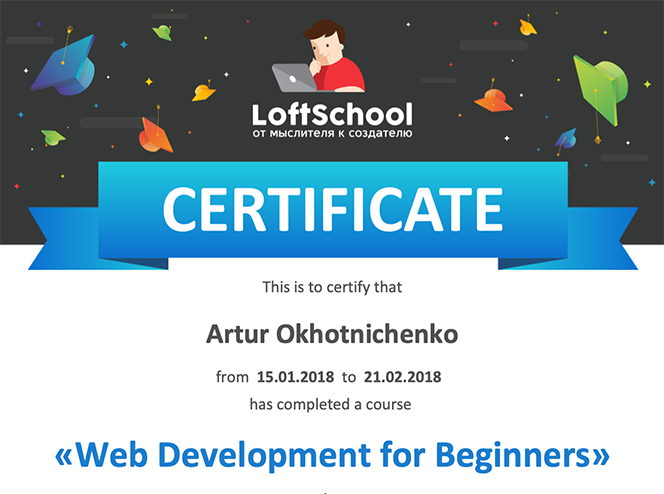 LoftSchool
от мыслителя к создателю
CERTIFICATE
This is to certify that
Artur Okhotnichenko
from 15.01.2018 to 21.02.2018
has completed a course
«Web Development for Beginners»